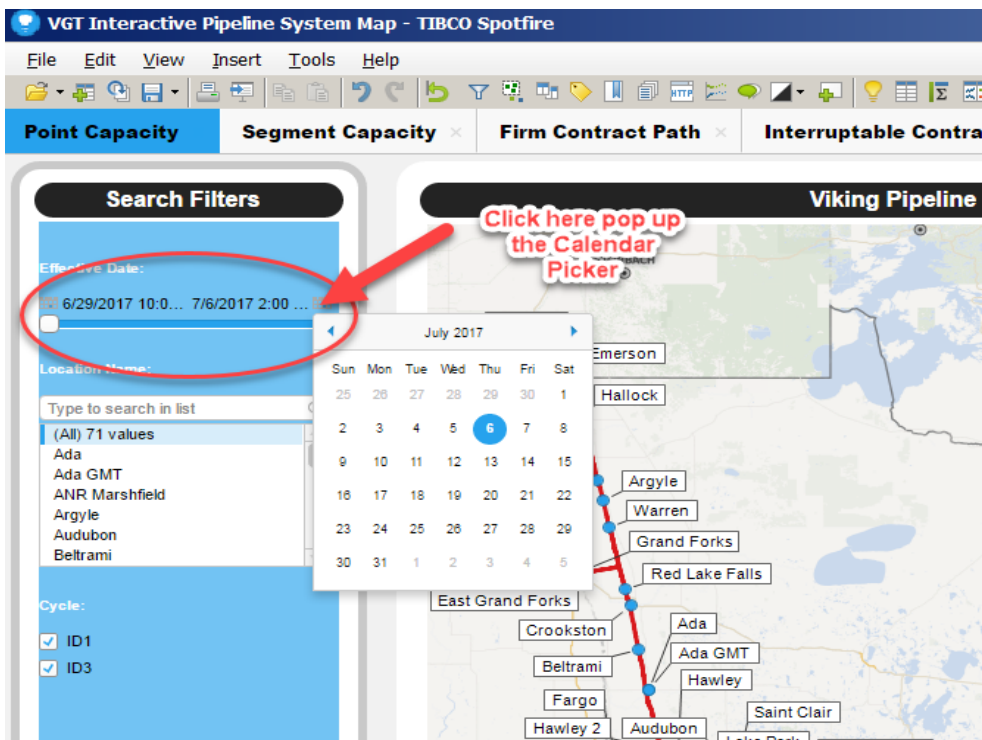 VGT Interactive Pipeline System Map - TIBCO Spotfire
File Edit View Insert Tools Help
HTTP
Point Capacity Segment Capacity × Firm Contract Path × Interruptable Contra
Search Filters
Viking Pipeline
Click here pop up
the Calendar
Picker
Effective Date:
6/29/2017 10:0... 7/6/2017 2:00 ...
Location Name:
Type to search in list
(All) 71 values
Ada
Ada GMT
ANR Marshfield
Argyle
Audubon
Beltrami
Cycle:
ID1
ID3
July 2017
Sun Mon Tue Wed Thu Fri Sat
25 26 27 28 29 30 1
2 3 4 5 6 7 8
9 10 11 12 13 14 15
16 17 18 19 20 21 22
23 24 25 26 27 28 29
30 31 1 2 3 4 5
Emerson
Hallock
Argyle
Warren
Grand Forks
Red Lake Falls
East Grand Forks
Crookston
Ada
Beltrami
Ada GMT
Hawley
Fargo
Saint Clair
Hawley 2
Audubon
Lake Park